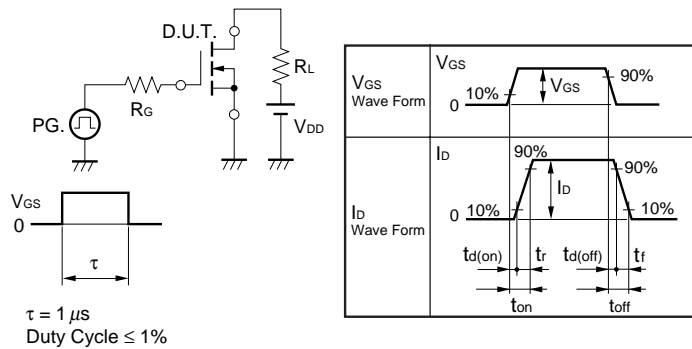 D.U.T.
RL
RG
PG.
VDD
VGS
0
τ
τ = 1 μs
Duty Cycle ≤ 1%
VGS
Wave Form
VGS
10%
0
VGS
90%
ID
Wave Form
ID
90%
90%
ID
0
10%
10%
td(on)
tr
td(off)
tf
ton
toff